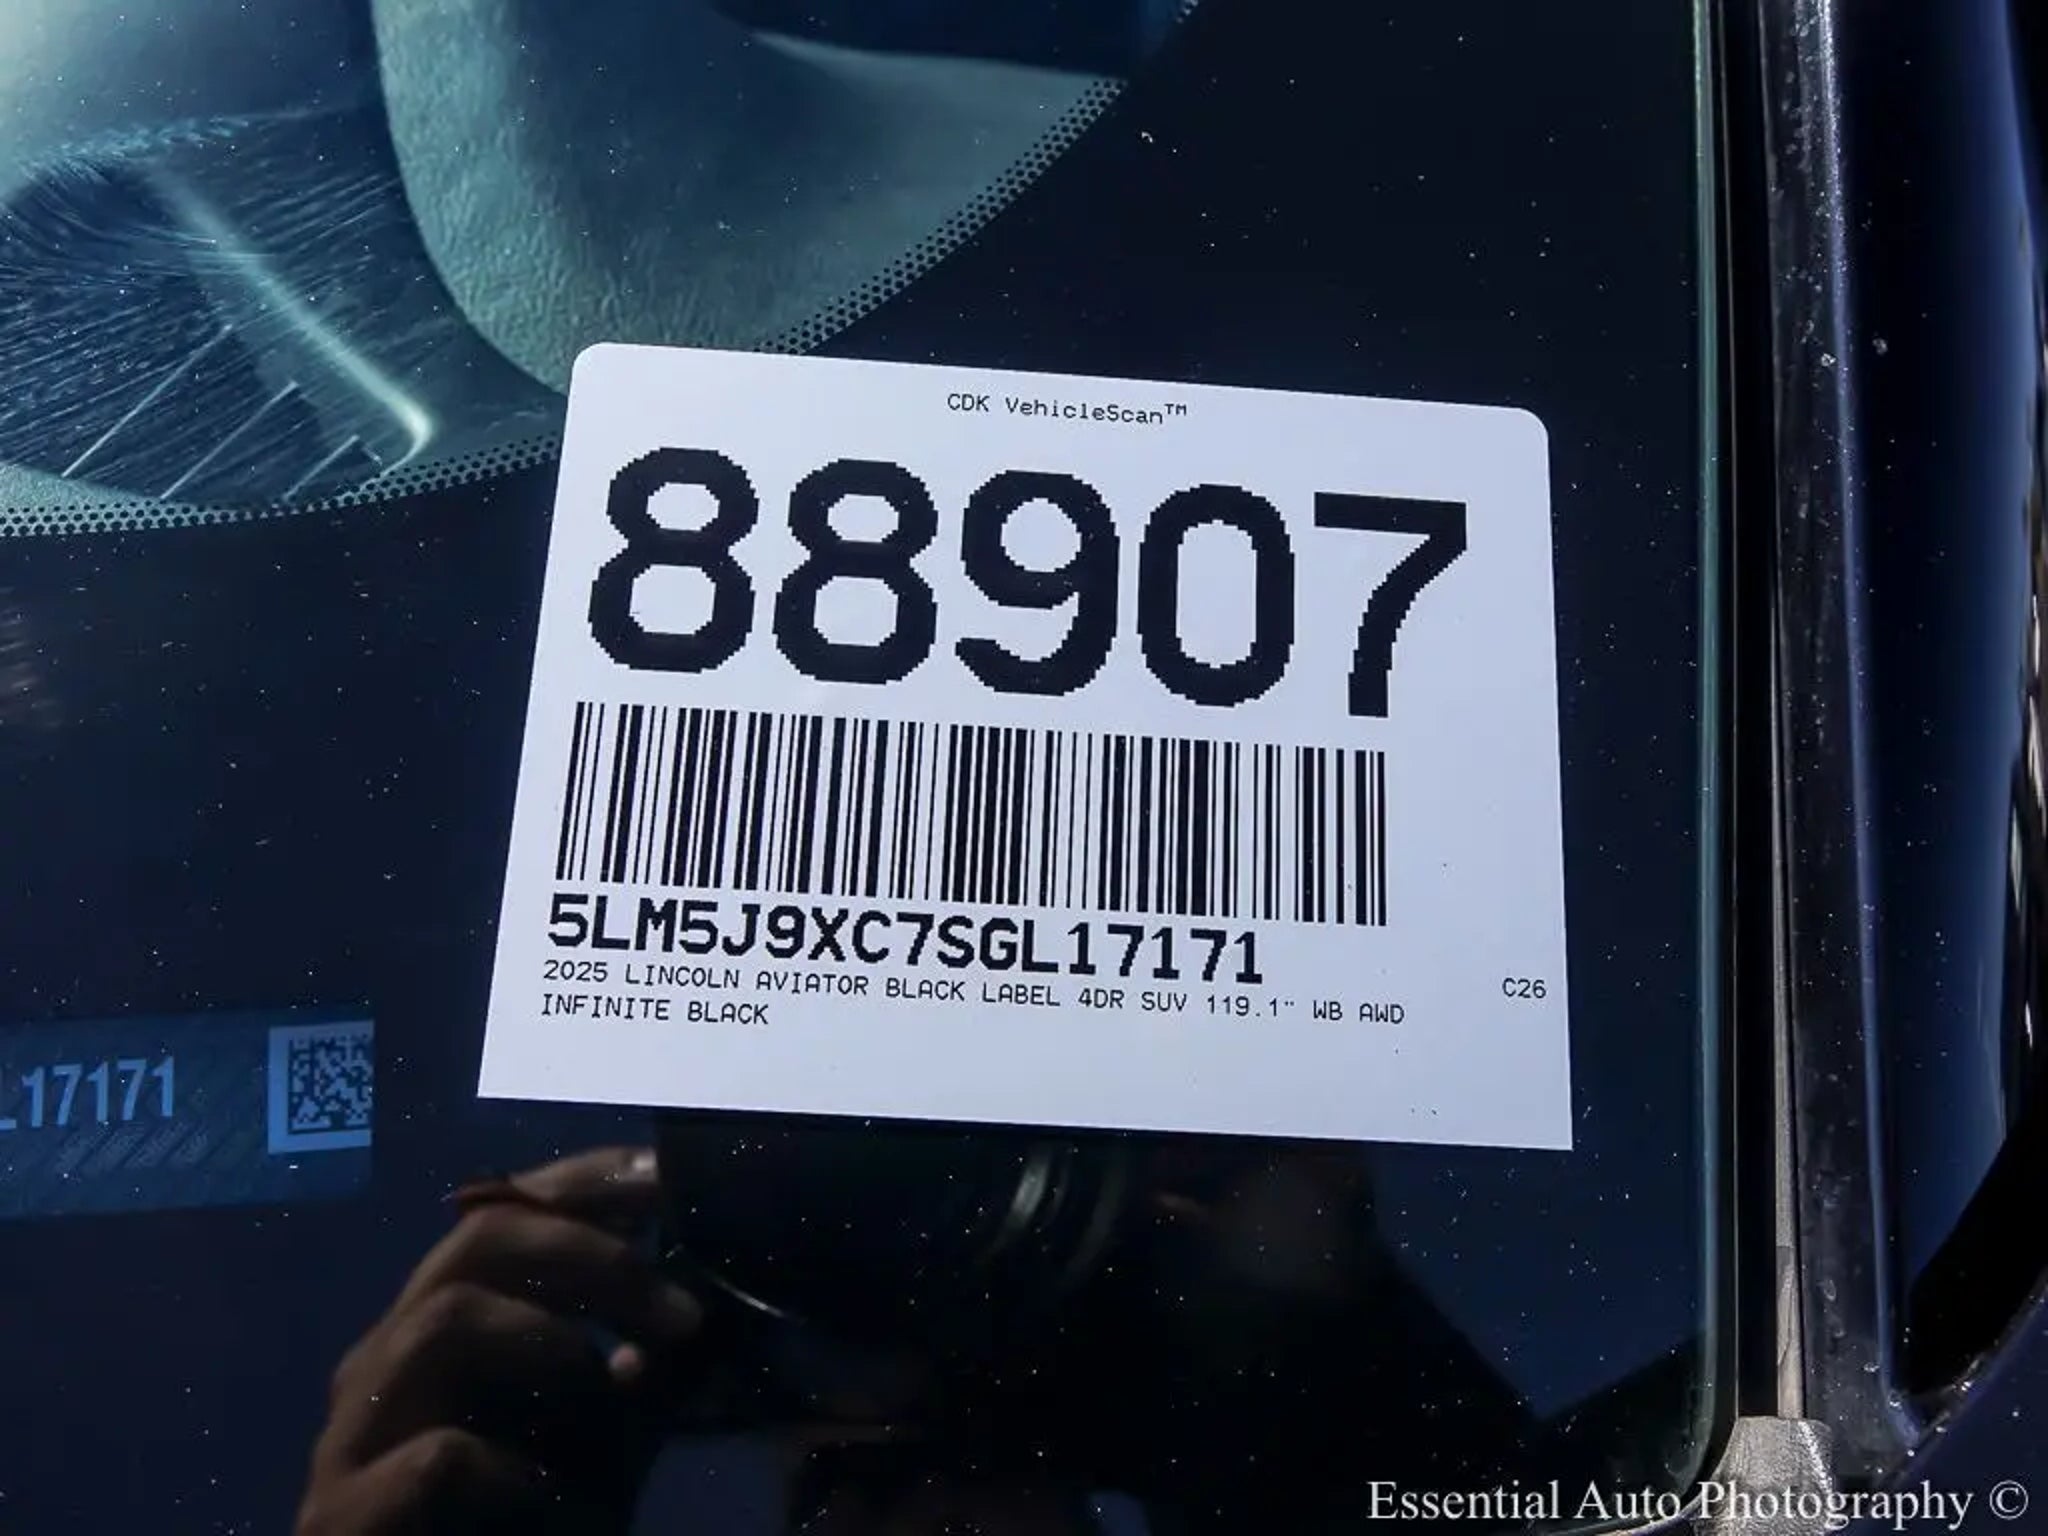 CDK VehicleScan™
88907
5LM5J9XC7SGL17171
2025 LINCOLN AVIATOR BLACK LABEL 4DR SUV 119.1" WB AWD
C26
INFINITE BLACK
L17171
Essential Auto Photography ©